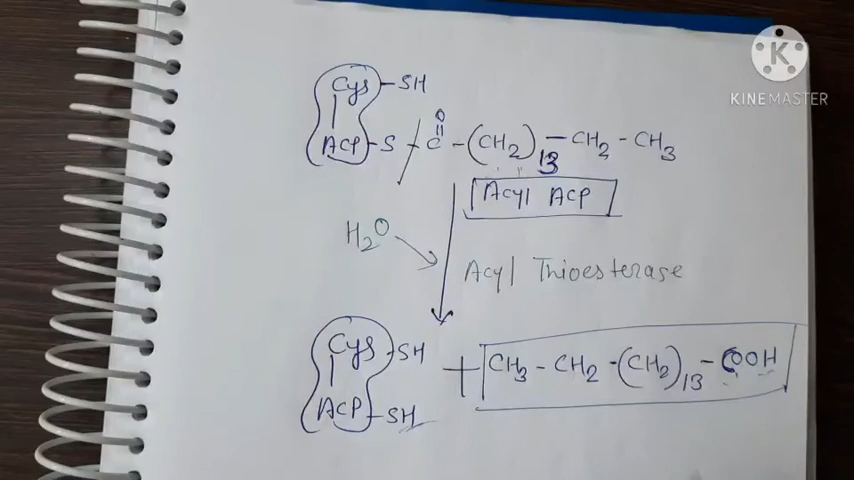 K
KINEMASTER
Cys-SH
O
ACP-S-C-(CH2)13-CH2-CH3
Acyl ACP
H2O
Acyl Thioesterase
Cys-SH
+ CH3-CH2-(CH2)13-COOH
ACP-SH